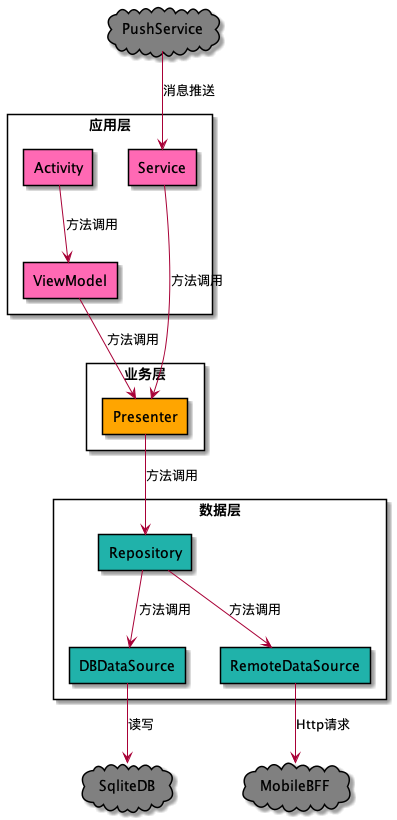 PushService
消息推送
应用层
Activity
Service
方法调用
方法调用
ViewModel
方法调用
业务层
Presenter
方法调用
数据层
Repository
方法调用
方法调用
DBDataSource
RemoteDataSource
读写
Http请求
SqliteDB
MobileBFF